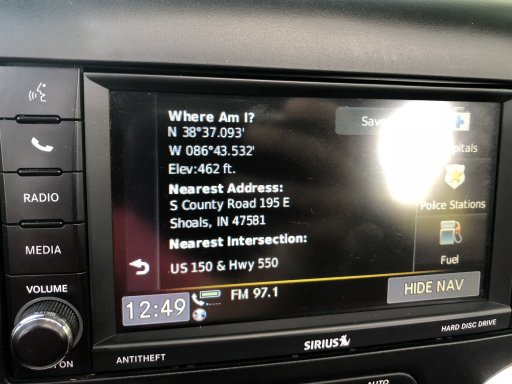 Where Am I?
N 38°37.093'
W 086°43.532'
Elev:462 ft.
Nearest Address:
S County Road 195 E
Shoals, IN 47581
Nearest Intersection:
US 150 & Hwy 550
Police Stations
Fuel
RADIO
MEDIA
VOLUME
12:49
FM 97.1
HIDE NAV
ANTITHEFT
SIRIUS
HARD DISC DRIVE
AUTO